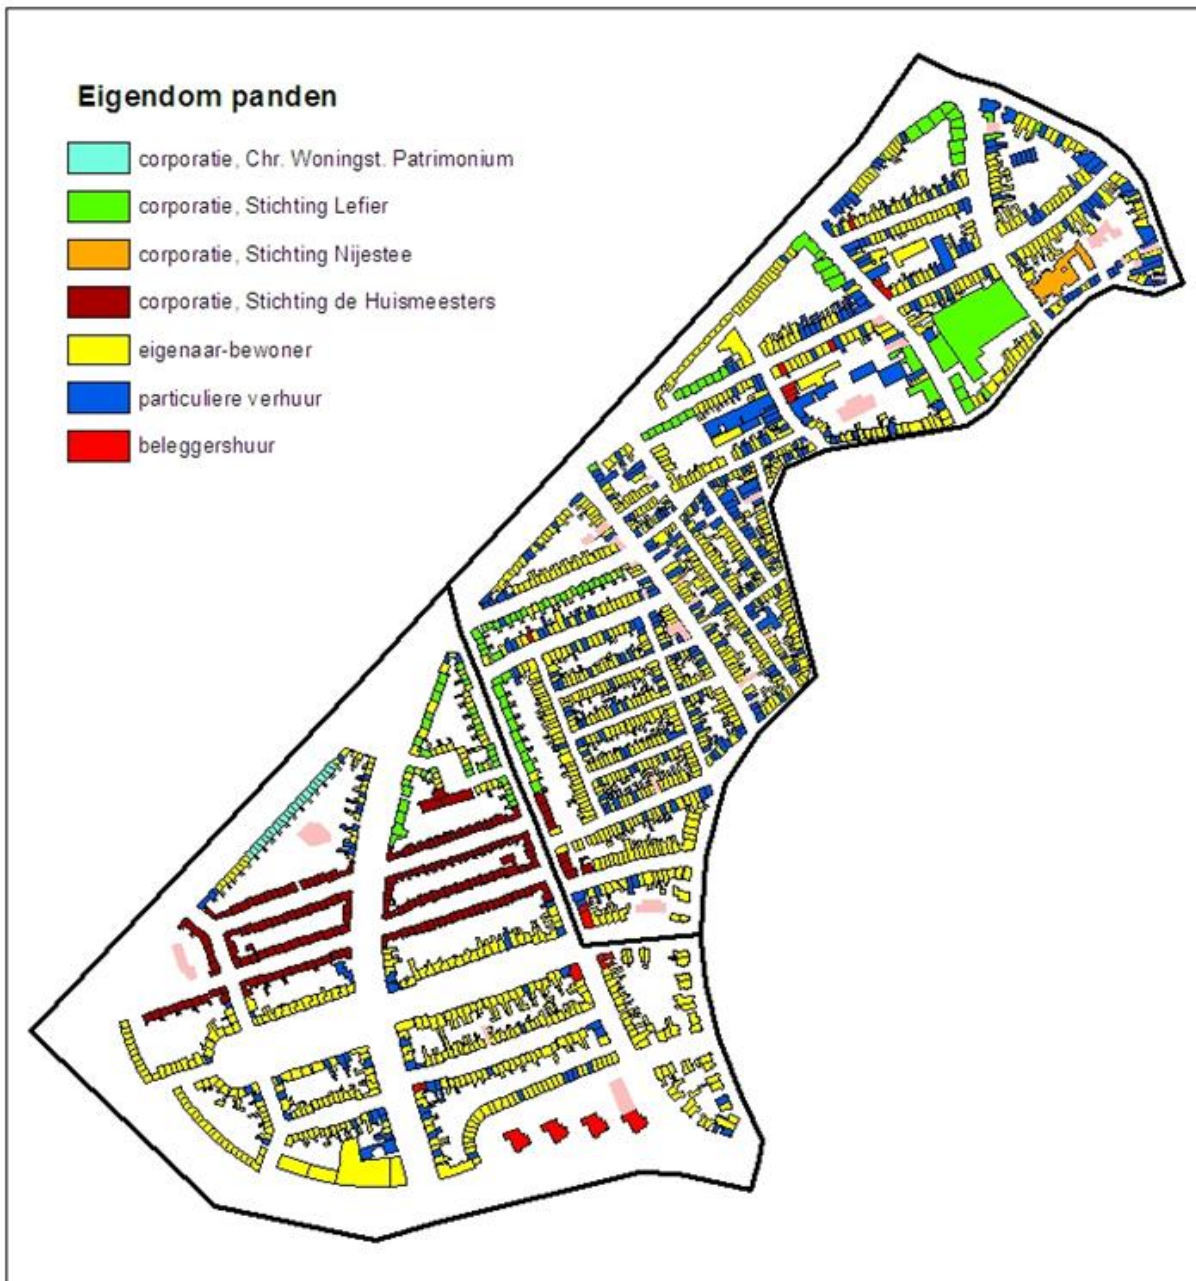 Eigendom panden
corporatie, Chr. Woningst. Patrimonium
corporatie, Stichting Lefier
corporatie, Stichting Nijestee
corporatie, Stichting de Huismeesters
eigenaar-bewoner
particuliere verhuur
beleggershuur